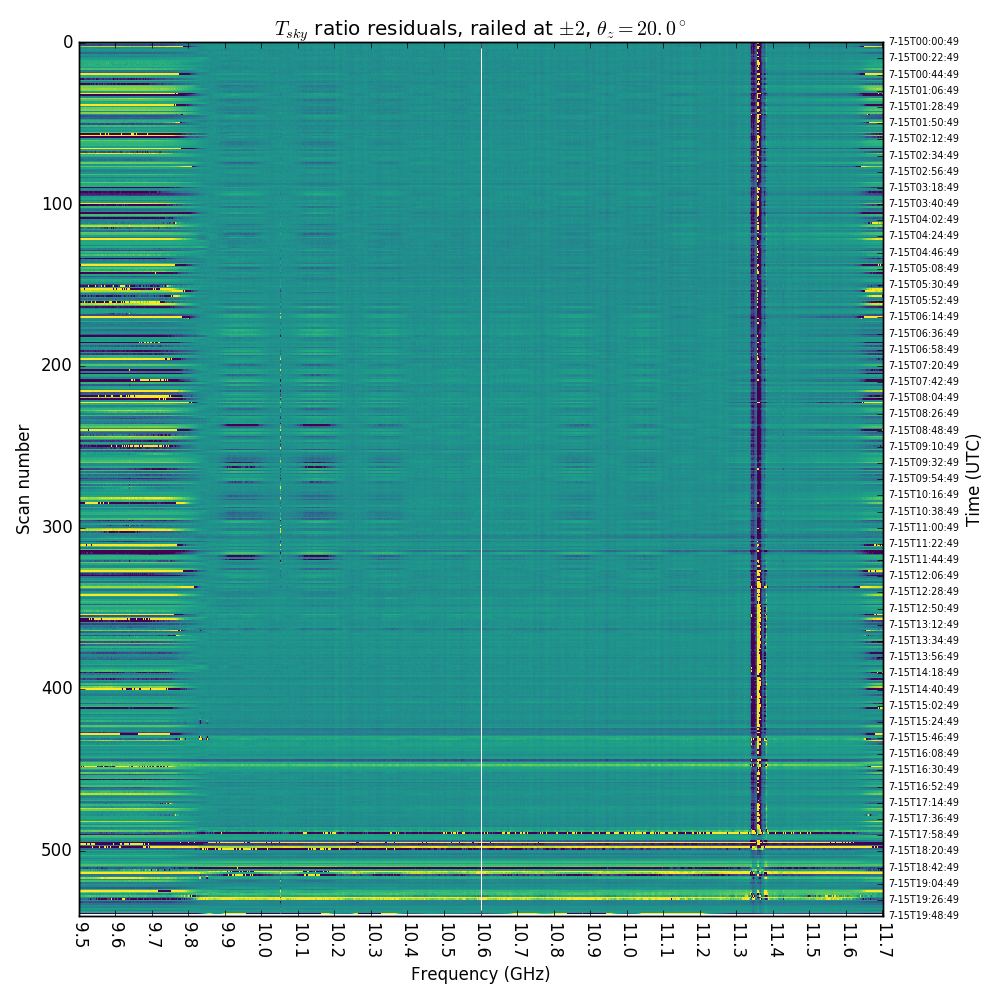 T_sky ratio residuals, railed at ±2, θ_z = 20.0°
0
100
200
300
400
500
Scan number
7-15T00:00:49
7-15T00:22:49
7-15T00:44:49
7-15T01:06:49
7-15T01:28:49
7-15T01:50:49
7-15T02:12:49
7-15T02:34:49
7-15T02:56:49
7-15T03:18:49
7-15T03:40:49
7-15T04:02:49
7-15T04:24:49
7-15T04:46:49
7-15T05:08:49
7-15T05:30:49
7-15T05:52:49
7-15T06:14:49
7-15T06:36:49
7-15T06:58:49
7-15T07:20:49
7-15T07:42:49
7-15T08:04:49
7-15T08:26:49
7-15T08:48:49
7-15T09:10:49
7-15T09:32:49
7-15T09:54:49
7-15T10:16:49
7-15T10:38:49
7-15T11:00:49
7-15T11:22:49
7-15T11:44:49
7-15T12:06:49
7-15T12:28:49
7-15T12:50:49
7-15T13:12:49
7-15T13:34:49
7-15T13:56:49
7-15T14:18:49
7-15T14:40:49
7-15T15:02:49
7-15T15:24:49
7-15T15:46:49
7-15T16:08:49
7-15T16:30:49
7-15T16:52:49
7-15T17:14:49
7-15T17:36:49
7-15T17:58:49
7-15T18:20:49
7-15T18:42:49
7-15T19:04:49
7-15T19:26:49
7-15T19:48:49
Time (UTC)
9.5
9.6
9.7
9.8
9.9
10.0
10.1
10.2
10.3
10.4
10.5
10.6
10.7
10.8
10.9
11.0
11.1
11.2
11.3
11.4
11.5
11.6
11.7
Frequency (GHz)